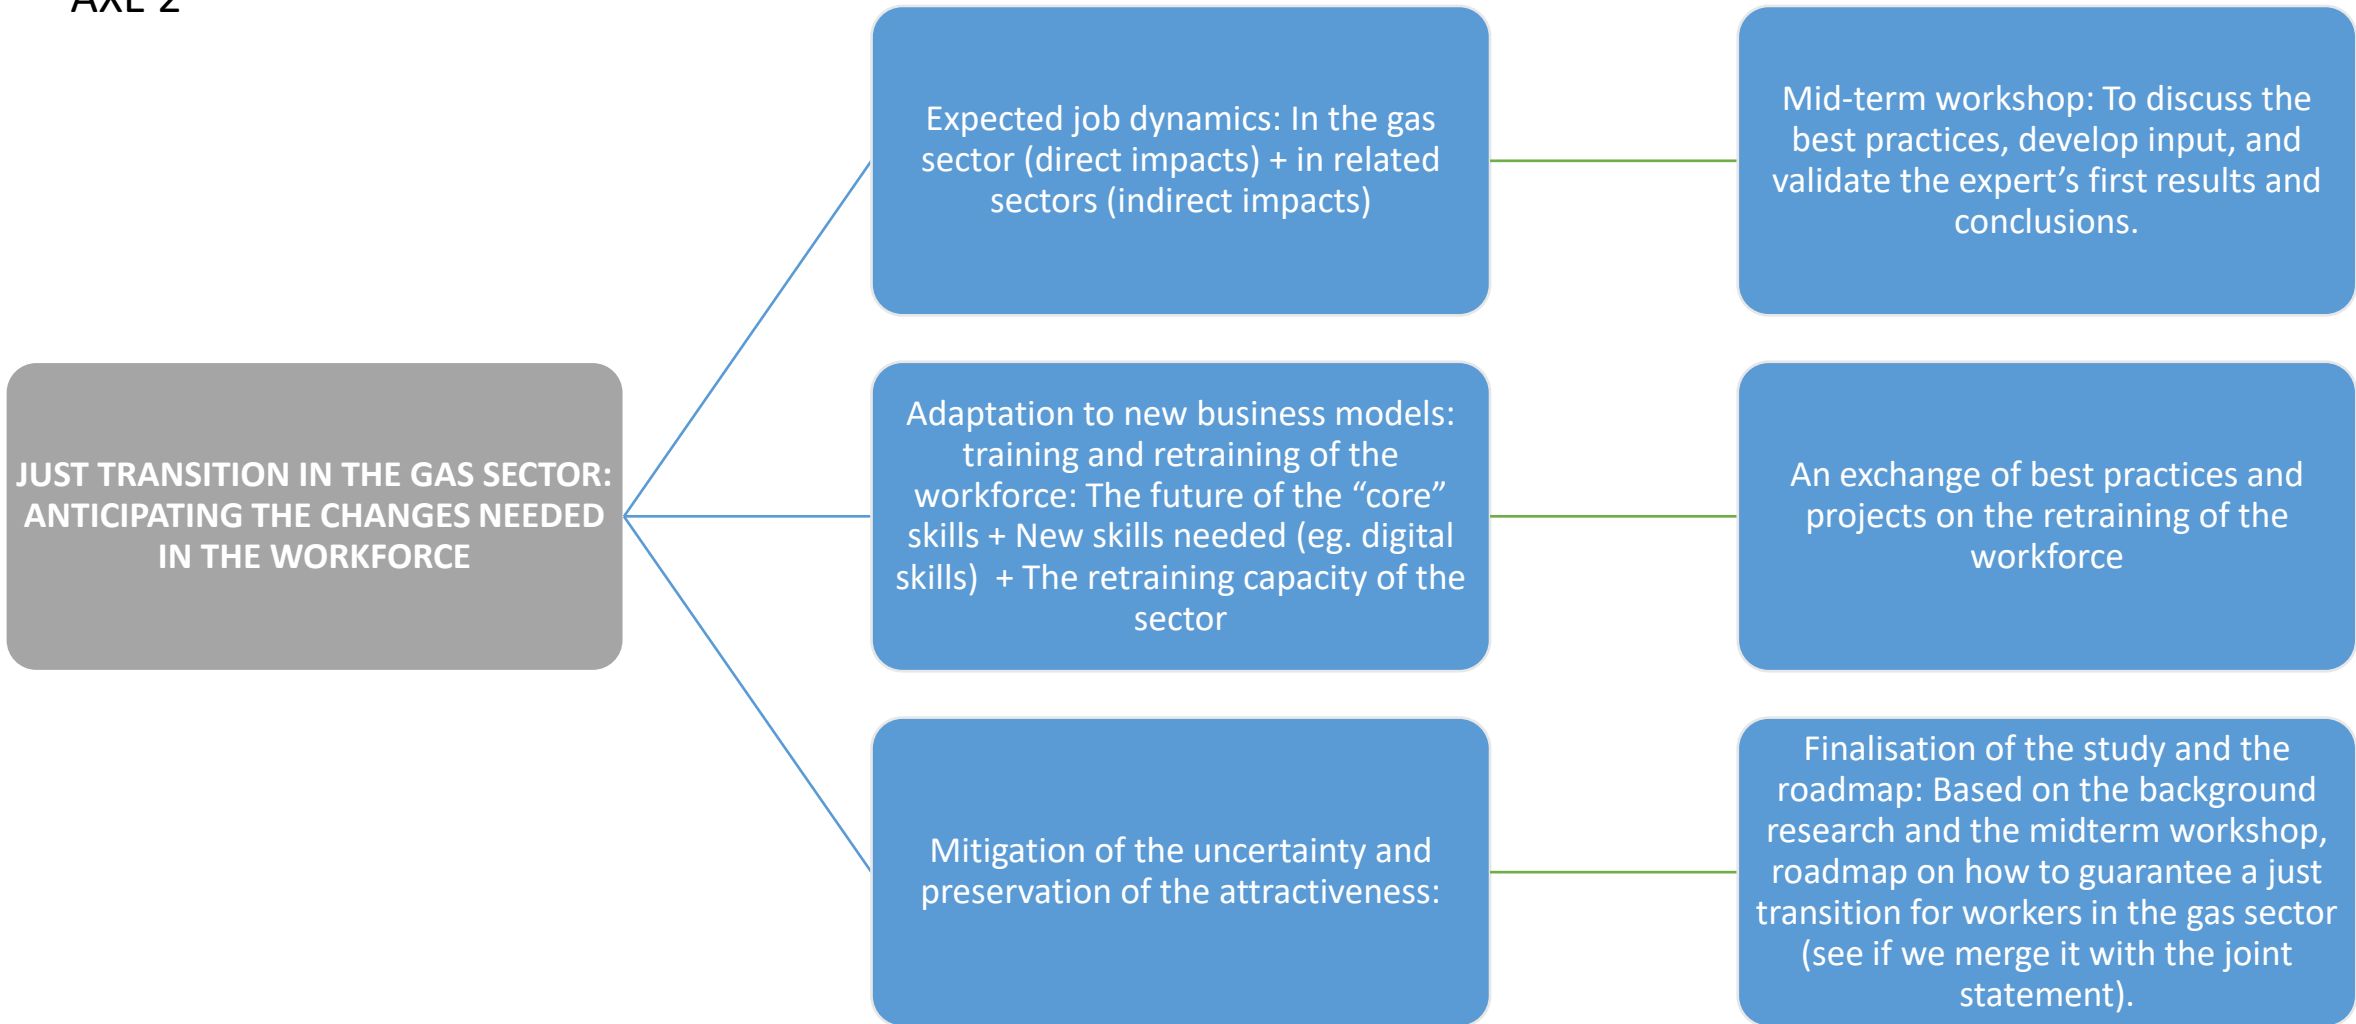 AXE 2
JUST TRANSITION IN THE GAS SECTOR:
ANTICIPATING THE CHANGES NEEDED
IN THE WORKFORCE
Expected job dynamics: In the gas
sector (direct impacts) + in related
sectors (indirect impacts)
Mid-term workshop: To discuss the
best practices, develop input, and
validate the expert’s first results and
conclusions.
Adaptation to new business models:
training and retraining of the
workforce: The future of the “core”
skills + New skills needed (eg. digital
skills)  + The retraining capacity of the
sector
An exchange of best practices and
projects on the retraining of the
workforce
Mitigation of the uncertainty and
preservation of the attractiveness:
Finalisation of the study and the
roadmap: Based on the background
research and the midterm workshop,
roadmap on how to guarantee a just
transition for workers in the gas sector
(see if we merge it with the joint
statement).